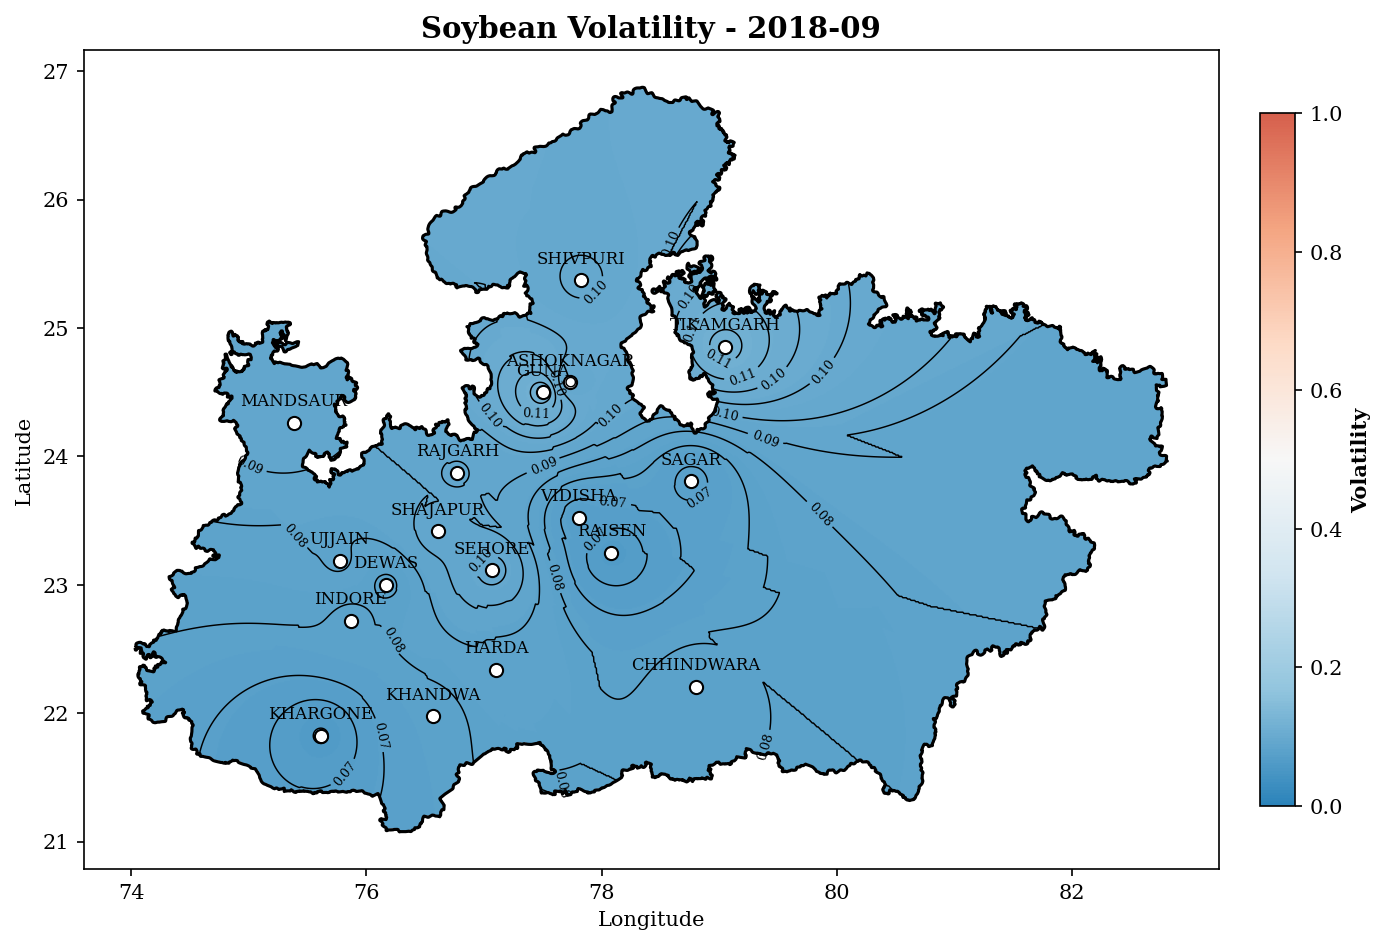 Soybean Volatility - 2018-09
27
26
25
24
23
22
21
Latitude
74
76
78
80
82
Longitude
1.0
0.8
0.6
0.4
0.2
0.0
Volatility
SHIVPURI
TIKAMGARH
ASHOKNAGAR
GUNA
MANDSAUR
RAJGARH
SAGAR
VIDISHA
SHAJAPUR
RAISEN
UJJAIN
SEHORE
DEWAS
INDORE
HARDA
CHHINDWARA
KHANDWA
KHARGONE
0.10
0.10
0.10
0.11
0.11
0.10
0.10
0.10
0.11
0.10
0.10
0.09
0.09
0.09
0.08
0.07
0.07
0.08
0.10
0.08
0.08
0.07
0.07
0.08